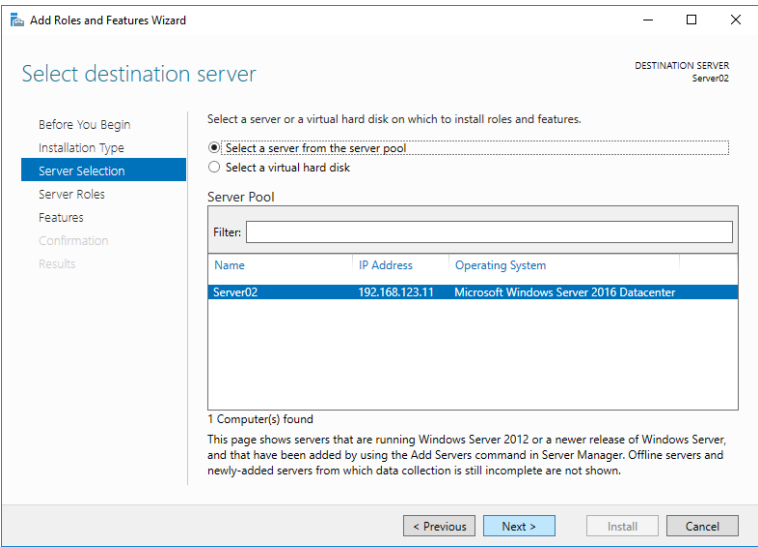 Add Roles and Features Wizard
Select destination server
DESTINATION SERVER
Server02
Before You Begin
Installation Type
Server Selection
Server Roles
Features
Confirmation
Results
Select a server or a virtual hard disk on which to install roles and features.
Select a server from the server pool
Select a virtual hard disk
Server Pool
Filter:
Name IP Address Operating System
Server02 192.168.123.11 Microsoft Windows Server 2016 Datacenter
1 Computer(s) found
This page shows servers that are running Windows Server 2012 or a newer release of Windows Server,
and that have been added by using the Add Servers command in Server Manager. Offline servers and
newly-added servers from which data collection is still incomplete are not shown.
< Previous Next > Install Cancel